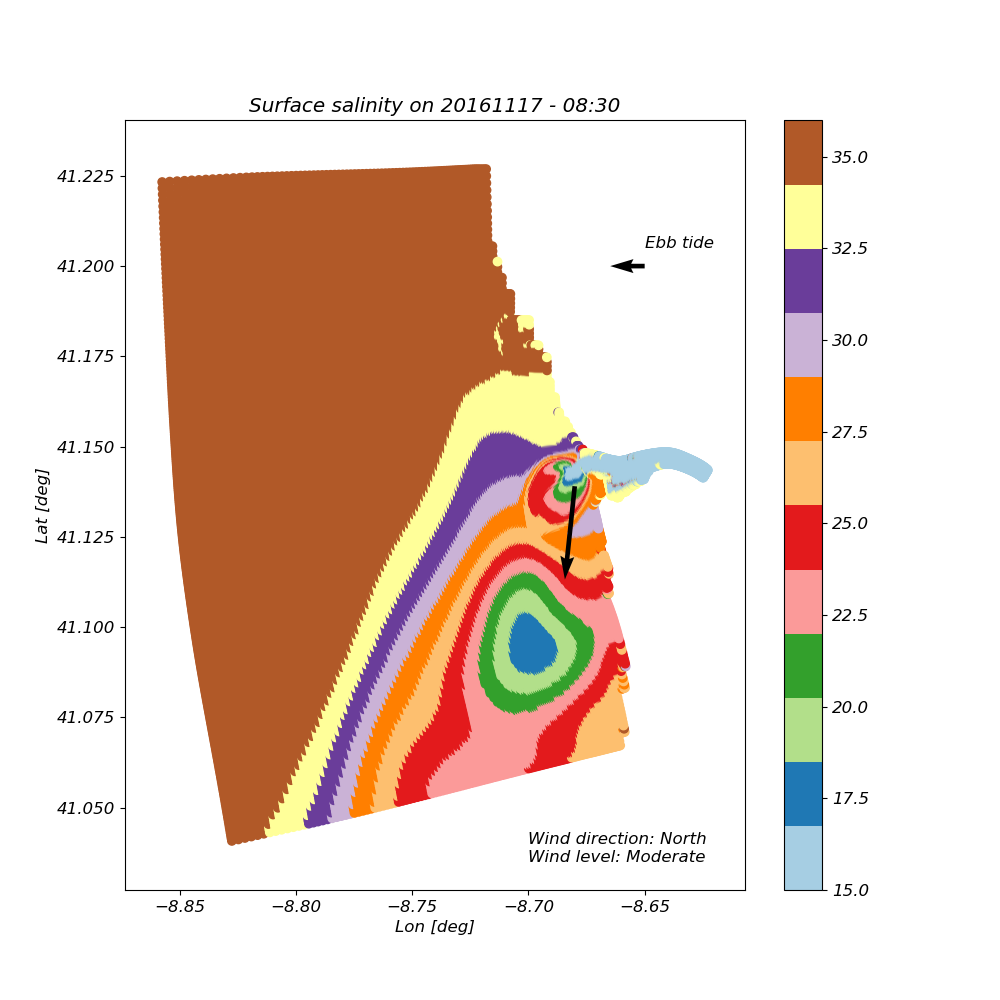 Surface salinity on 20161117 - 08:30
Lat [deg]
41.225
41.200
41.175
41.150
41.125
41.100
41.075
41.050
Ebb tide
Wind direction: North
Wind level: Moderate
−8.85 −8.80 −8.75 −8.70 −8.65
Lon [deg]
35.0
32.5
30.0
27.5
25.0
22.5
20.0
17.5
15.0